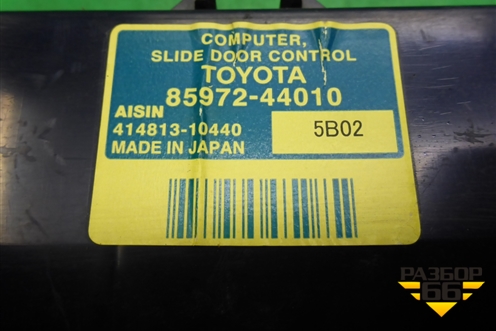 COMPUTER,
SLIDE DOOR CONTROL
TOYOTA
85972-44010
AISIN
414813-10440
5B02
MADE IN JAPAN
РАЗБОР
66